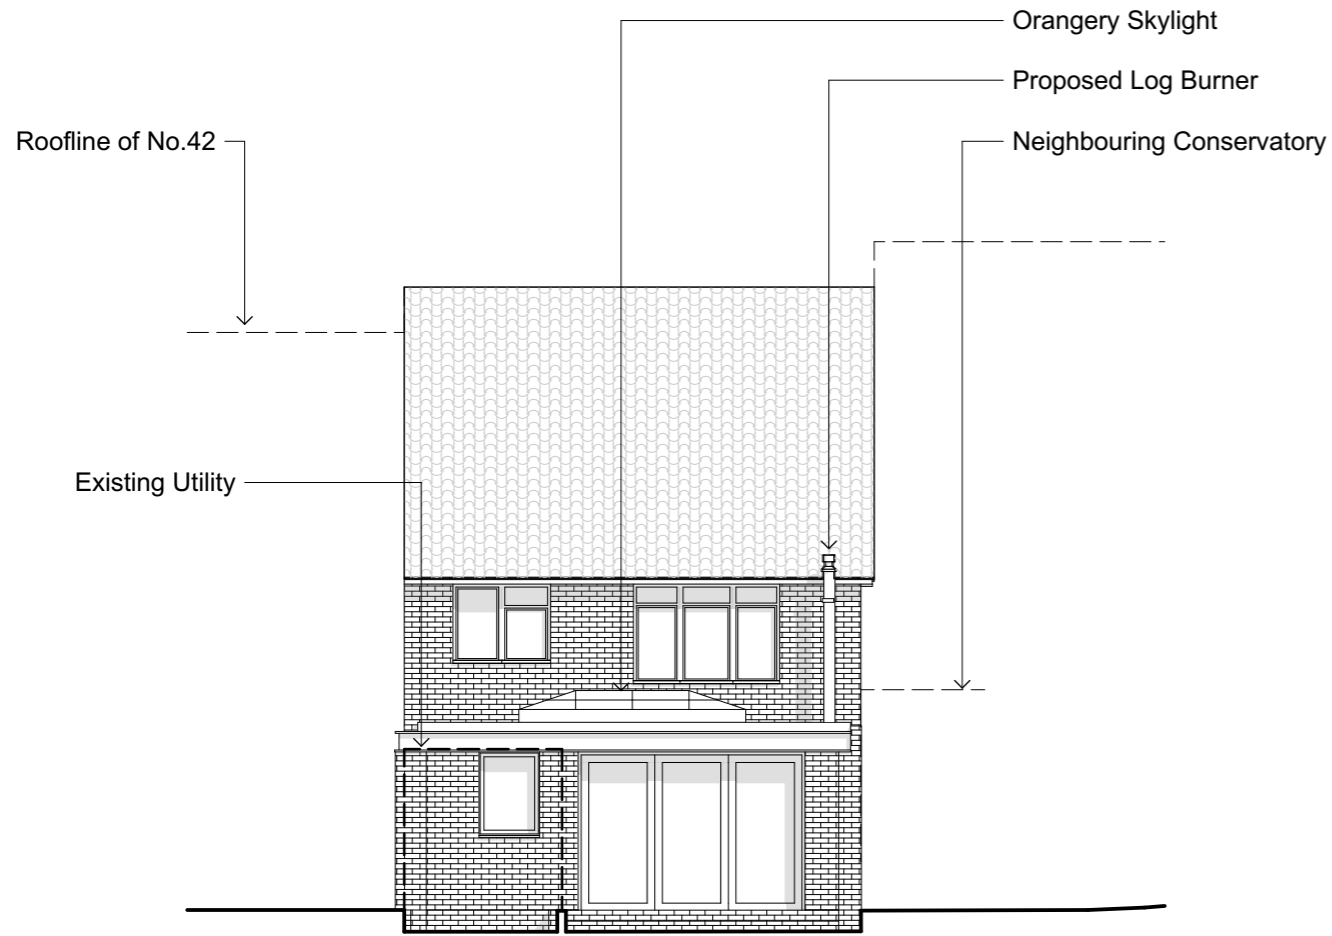 Orangery Skylight
Proposed Log Burner
Roofline of No.42
Neighbouring Conservatory
Existing Utility